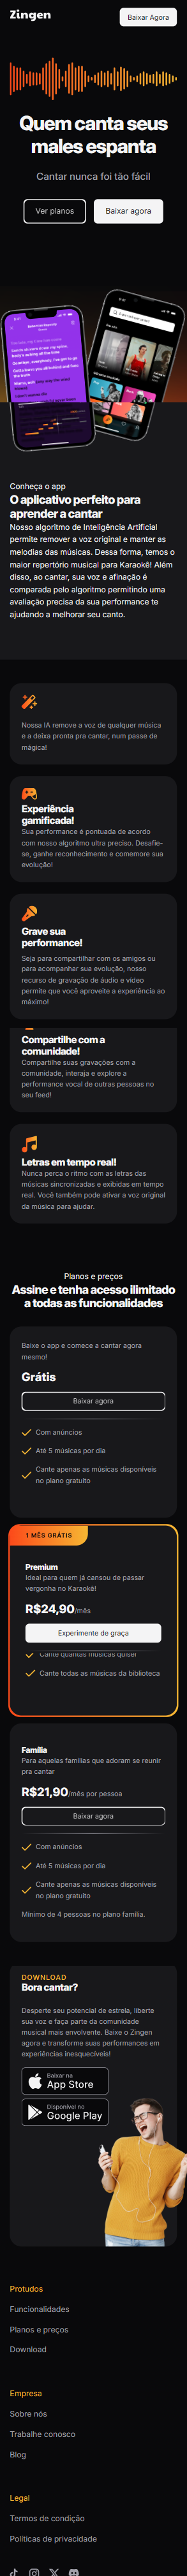 Zingen
Baixar Agora
Quem canta seus
males espanta
Cantar nunca foi tão fácil
Ver planos
Baixar agora
Conheça o app
O aplicativo perfeito para
aprender a cantar
Nosso algoritmo de Inteligência Artificial
permite remover a voz original e manter as
melodias das músicas. Dessa forma, temos o
maior repertório musical para Karaokê! Além
disso, ao cantar, sua voz e afinação é
comparada pelo algoritmo permitindo uma
avaliação precisa da sua performance te
ajudando a melhorar seu canto.
Nossa IA remove a voz de qualquer música
e a deixa pronta pra cantar, num passe de
mágica!
Experiência
gamificada!
Sua performance é pontuada de acordo
com nosso algoritmo ultra preciso. Desafie-
se, ganhe reconhecimento e comemore sua
evolução!
Grave sua
performance!
Seja para compartilhar com os amigos ou
para acompanhar sua evolução, nosso
recurso de gravação de áudio e vídeo
permite que você aproveite a experiência ao
máximo!
Compartilhe com a
comunidade!
Compartilhe suas gravações com a
comunidade, interaja e explore a
performance vocal de outras pessoas no
seu feed!
Letras em tempo real!
Nunca perca o ritmo com as letras das
músicas sincronizadas e exibidas em tempo
real. Você também pode ativar a voz original
da música para ajudar.
Planos e preços
Assine e tenha acesso ilimitado
a todas as funcionalidades
Baixe o app e comece a cantar agora
mesmo!
Grátis
Baixar agora
Com anúncios
Até 5 músicas por dia
Cante apenas as músicas disponíveis
no plano gratuito
1 MÊS GRÁTIS
Premium
Ideal para quem já cansou de passar
vergonha no Karaokê!
R$24,90/mês
Experimente de graça
Cante quantas músicas quiser
Cante todas as músicas da biblioteca
Família
Para aquelas famílias que adoram se reunir
pra cantar
R$21,90/mês por pessoa
Baixar agora
Com anúncios
Até 5 músicas por dia
Cante apenas as músicas disponíveis
no plano gratuito
Mínimo de 4 pessoas no plano família.
DOWNLOAD
Bora cantar?
Desperte seu potencial de estrela, liberte
sua voz e faça parte da comunidade
musical mais envolvente. Baixe o Zingen
agora e transforme suas performances em
experiências inesquecíveis!
Baixar na
App Store
Disponível no
Google Play
Protudos
Funcionalidades
Planos e preços
Download
Empresa
Sobre nós
Trabalhe conosco
Blog
Legal
Termos de condição
Políticas de privacidade